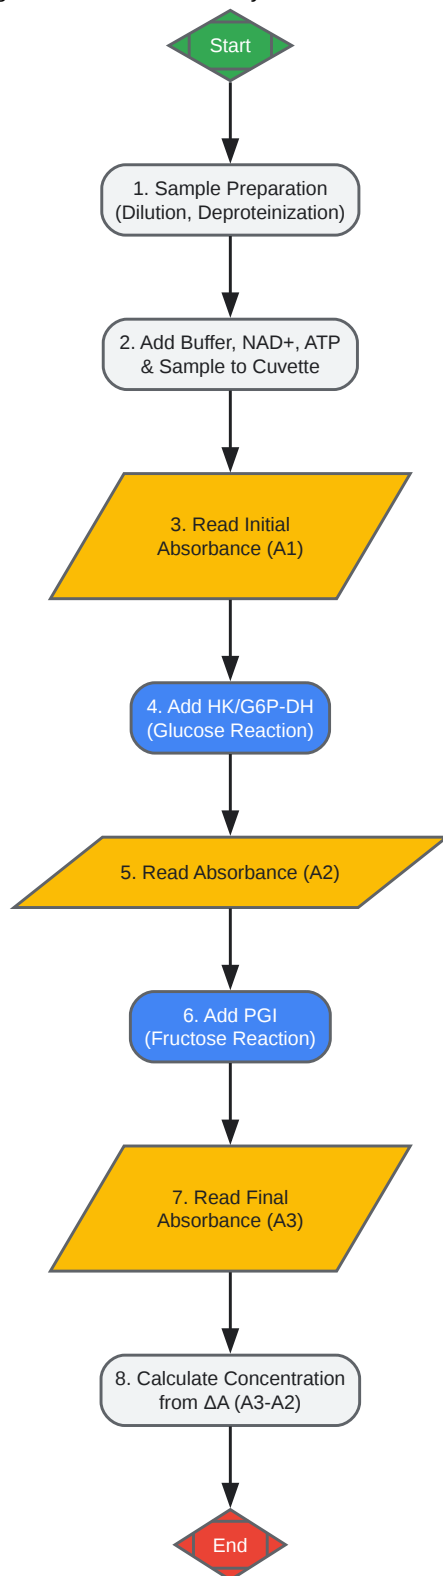 Start
1. Sample Preparation
(Dilution, Deproteinization)
2. Add Buffer, NAD+, ATP
& Sample to Cuvette
3. Read Initial
Absorbance (A1)
4. Add HK/G6P-DH
(Glucose Reaction)
5. Read Absorbance (A2)
6. Add PGI
(Fructose Reaction)
7. Read Final
Absorbance (A3)
8. Calculate Concentration
from ΔA (A3-A2)
End